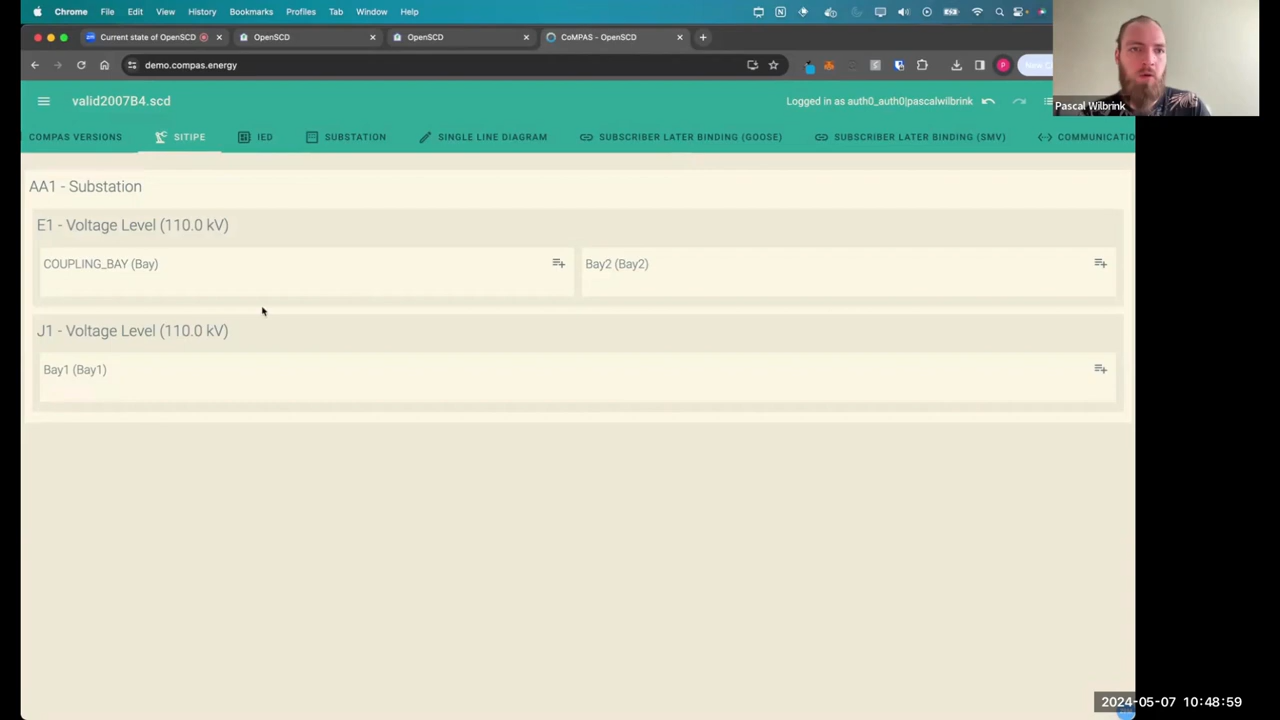 Chrome File Edit View History Bookmarks Profiles Tab Window Help
Current state of OpenSCD OpenSCD OpenSCD CoMPAS - OpenSCD
demo.compas.energy
valid2007B4.scd
Logged in as auth0_auth0|pascalwilbrink
Pascal Wilbrink
COMPAS VERSIONS SITIPE IED SUBSTATION SINGLE LINE DIAGRAM SUBSCRIBER LATER BINDING (GOOSE) SUBSCRIBER LATER BINDING (SMV) COMMUNICATIO
AA1 - Substation
E1 - Voltage Level (110.0 kV)
COUPLING_BAY (Bay) Bay2 (Bay2)
J1 - Voltage Level (110.0 kV)
Bay1 (Bay1)
2024-05-07 10:48:59